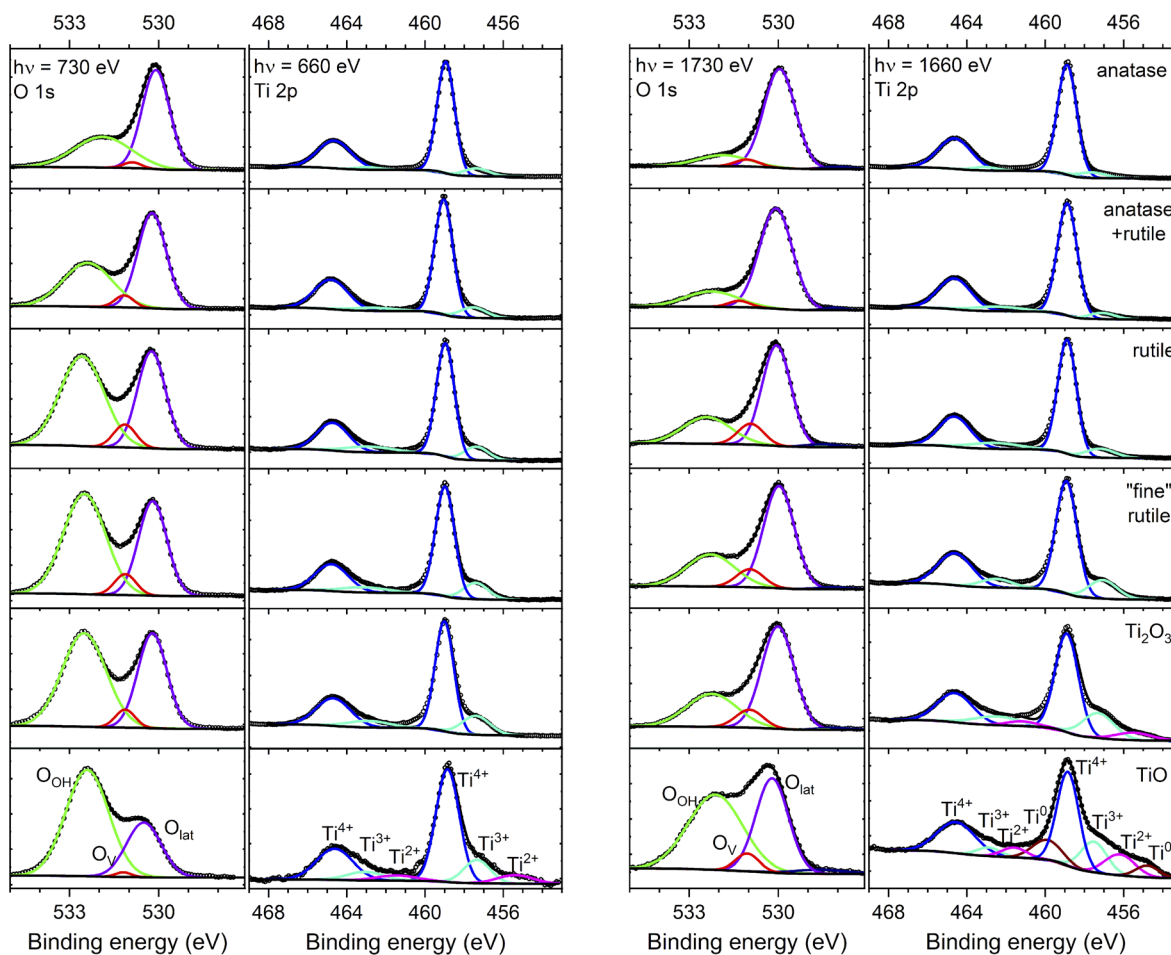 533 530 468 464 460 456 533 530 468 464 460 456
hν = 730 eV
O 1s
hν = 660 eV
Ti 2p
hν = 1730 eV
O 1s
hν = 1660 eV
Ti 2p
anatase
anatase
+rutile
rutile
"fine"
rutile
Ti₂O₃
O_OH
O_V
O_lat
Ti⁴⁺
Ti³⁺
Ti²⁺
Ti⁴⁺
Ti³⁺
Ti²⁺
O_OH
O_V
O_lat
TiO
Ti⁴⁺
Ti³⁺
Ti²⁺
Ti⁰
Ti⁴⁺
Ti³⁺
Ti²⁺
Ti⁰
533 530 468 464 460 456 533 530 468 464 460 456
Binding energy (eV) Binding energy (eV) Binding energy (eV) Binding energy (eV)